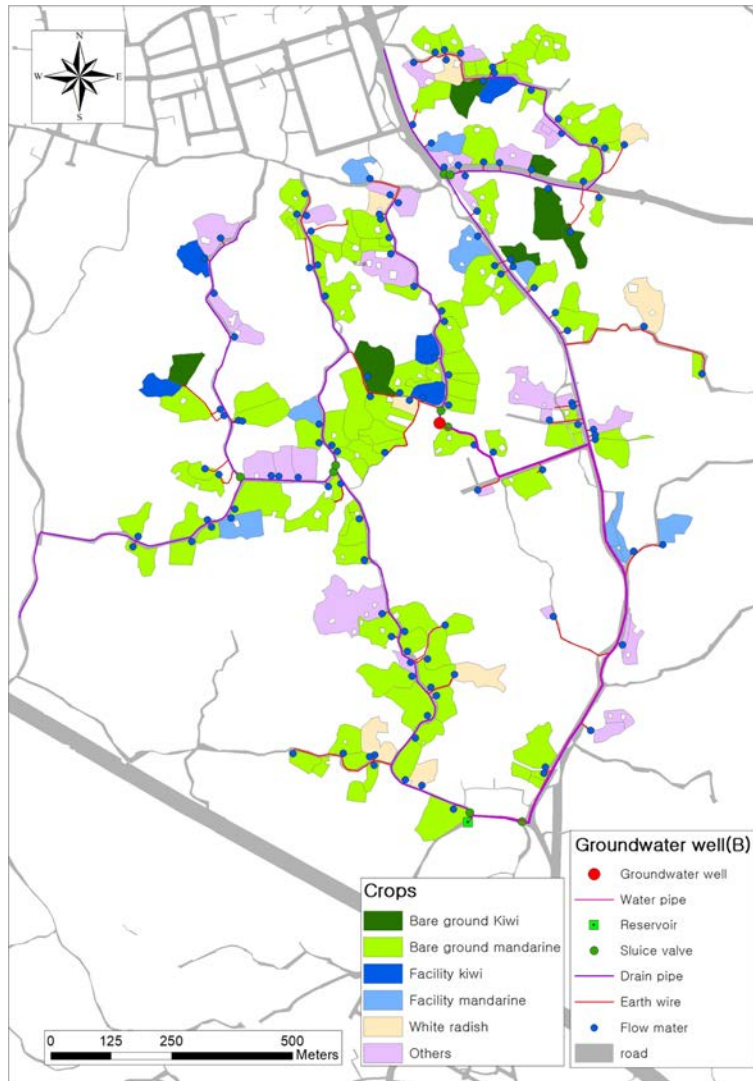 N
W E
S
Groundwater well(B)
Groundwater well
Water pipe
Reservoir
Sluice valve
Drain pipe
Earth wire
Flow mater
road
Crops
Bare ground Kiwi
Bare ground mandarine
Facility kiwi
Facility mandarine
White radish
Others
0 125 250 500
Meters